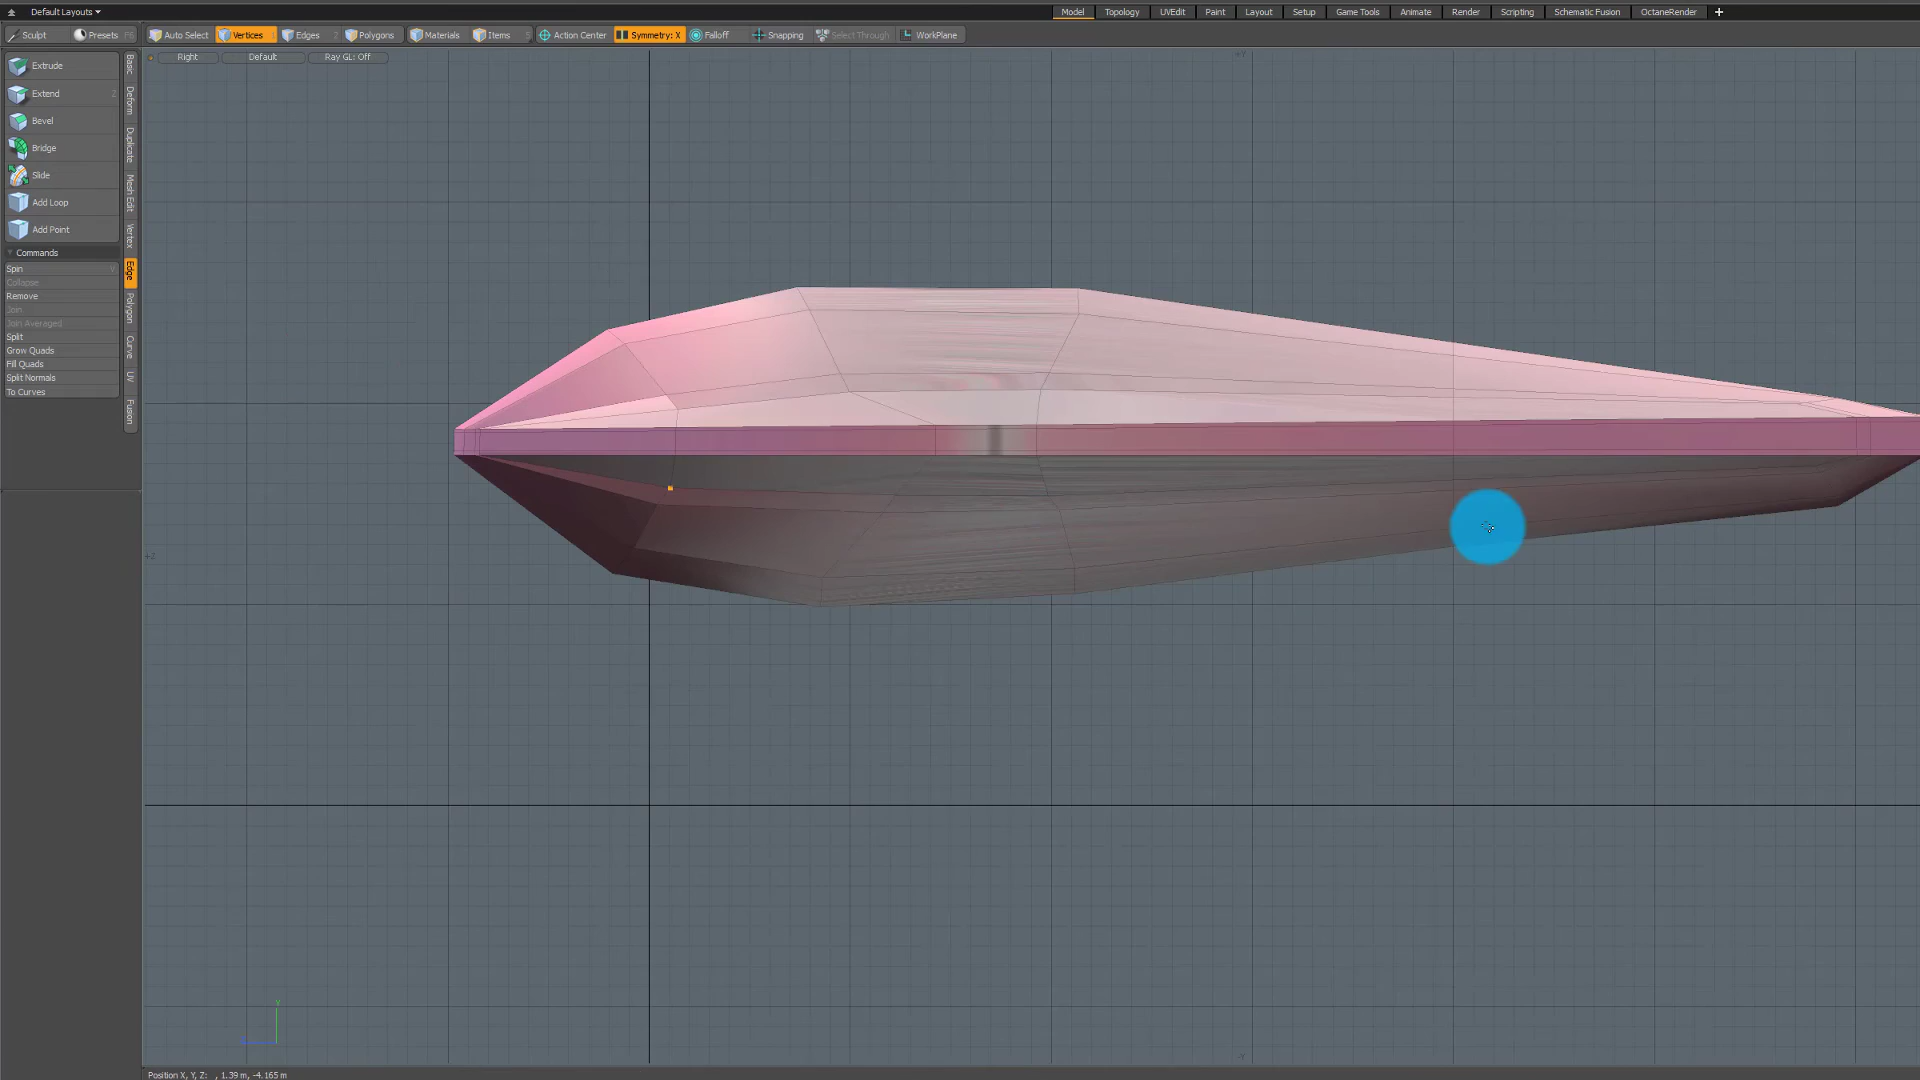 Default Layouts
Model Topology UVEdit Paint Layout Setup Game Tools Animate Render Scripting Schematic Fusion OctaneRender +
Sculpt Presets F6 Auto Select Vertices 1 Edges 2 Polygons Materials Items 5 Action Center Symmetry: X Falloff Snapping Select Through WorkPlane
Right Default Ray GL: Off
Extrude
Extend Z
Bevel
Bridge
Slide
Add Loop
Add Point
Commands
Spin V
Collapse
Remove
Join
Join Averaged
Split
Grow Quads
Fill Quads
Split Normals
To Curves
Basic
Deform
Duplicate
Mesh Edit
Vertex
Edge
Polygon
Curve
UV
Fusion
+Y
+Z
-Y
Y
Position X, Y, Z: , 1.39 m, -4.165 m